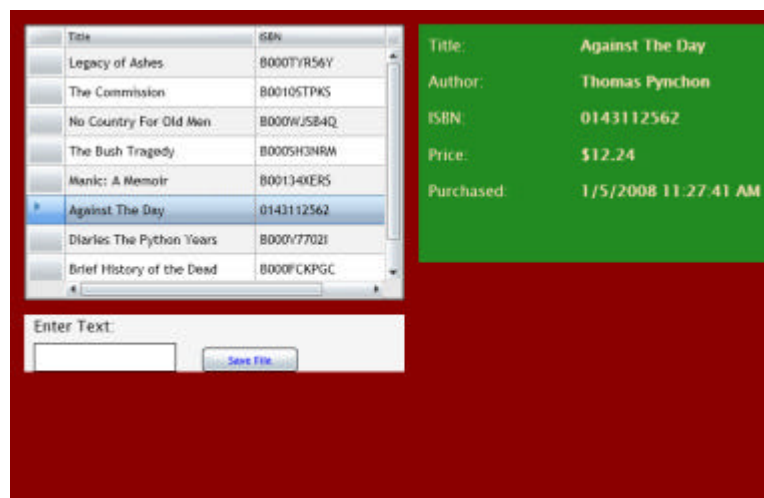 Title ISBN
Legacy of Ashes B000TYR56Y
The Commission B0010STPKS
No Country For Old Men B000WJSB4Q
The Bush Tragedy B000SH3NRM
Manic: A Memoir B00134XERS
Against The Day 0143112562
Diaries The Python Years B000V7702I
Brief History of the Dead B000FCKPGC
Enter Text:
Save File
Title: Against The Day
Author: Thomas Pynchon
ISBN: 0143112562
Price: $12.24
Purchased: 1/5/2008 11:27:41 AM